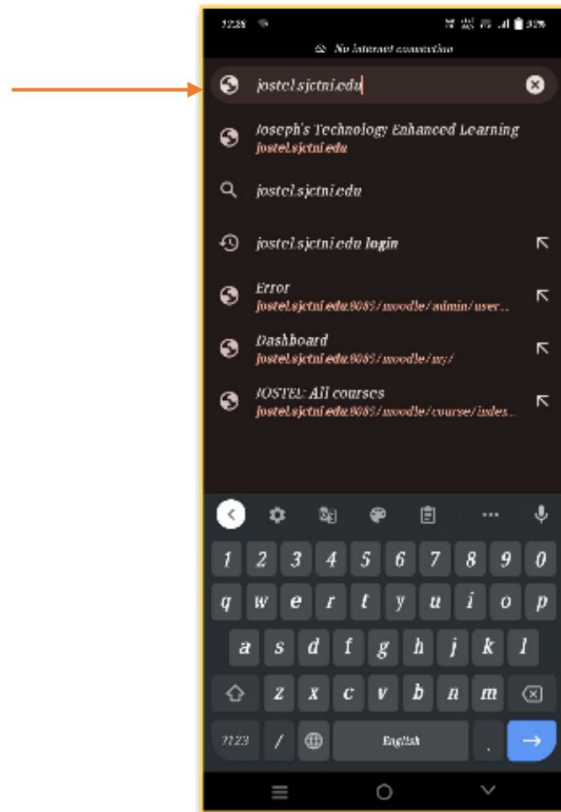 12:28
33%
No internet connection
jostel.sjctni.edu
Joseph's Technology Enhanced Learning
jostel.sjctni.edu
jostel.sjctni.edu
jostel.sjctni.edu login
Error
jostel.sjctni.edu:8085/moodle/admin/user...
Dashboard
jostel.sjctni.edu:8085/moodle/my/
JOSTEL: All courses
jostel.sjctni.edu:8085/moodle/course/index...
1 2 3 4 5 6 7 8 9 0
q w e r t y u i o p
a s d f g h j k l
z x c v b n m
?123 / English .